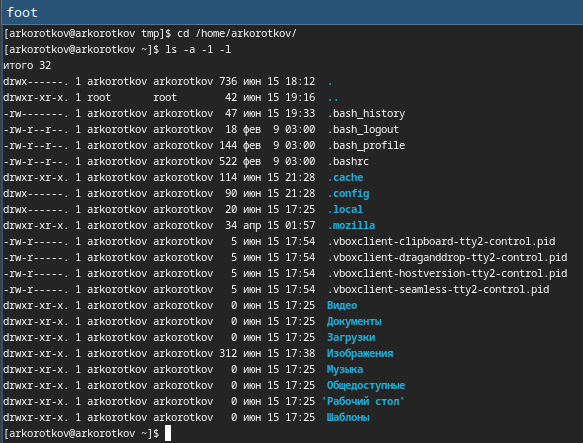 foot
[arkorotkov@arkorotkov tmp]$ cd /home/arkorotkov/
[arkorotkov@arkorotkov ~]$ ls -a -1 -l
итого 32
drwx------. 1 arkorotkov arkorotkov 736 июн 15 18:12  .
drwxr-xr-x. 1 root       root        42 июн 15 19:16  ..
-rw-------. 1 arkorotkov arkorotkov  47 июн 15 19:33  .bash_history
-rw-r--r--. 1 arkorotkov arkorotkov  18 фев  9 03:00  .bash_logout
-rw-r--r--. 1 arkorotkov arkorotkov 144 фев  9 03:00  .bash_profile
-rw-r--r--. 1 arkorotkov arkorotkov 522 фев  9 03:00  .bashrc
drwxr-xr-x. 1 arkorotkov arkorotkov 114 июн 15 21:28  .cache
drwx------. 1 arkorotkov arkorotkov  90 июн 15 21:28  .config
drwx------. 1 arkorotkov arkorotkov  20 июн 15 17:25  .local
drwxr-xr-x. 1 arkorotkov arkorotkov  34 апр 15 01:57  .mozilla
-rw-r-----. 1 arkorotkov arkorotkov   5 июн 15 17:54  .vboxclient-clipboard-tty2-control.pid
-rw-r-----. 1 arkorotkov arkorotkov   5 июн 15 17:54  .vboxclient-draganddrop-tty2-control.pid
-rw-r-----. 1 arkorotkov arkorotkov   5 июн 15 17:54  .vboxclient-hostversion-tty2-control.pid
-rw-r-----. 1 arkorotkov arkorotkov   5 июн 15 17:54  .vboxclient-seamless-tty2-control.pid
drwxr-xr-x. 1 arkorotkov arkorotkov   0 июн 15 17:25  Видео
drwxr-xr-x. 1 arkorotkov arkorotkov   0 июн 15 17:25  Документы
drwxr-xr-x. 1 arkorotkov arkorotkov   0 июн 15 17:25  Загрузки
drwxr-xr-x. 1 arkorotkov arkorotkov 312 июн 15 17:38  Изображения
drwxr-xr-x. 1 arkorotkov arkorotkov   0 июн 15 17:25  Музыка
drwxr-xr-x. 1 arkorotkov arkorotkov   0 июн 15 17:25  Общедоступные
drwxr-xr-x. 1 arkorotkov arkorotkov   0 июн 15 17:25 'Рабочий стол'
drwxr-xr-x. 1 arkorotkov arkorotkov   0 июн 15 17:25  Шаблоны
[arkorotkov@arkorotkov ~]$